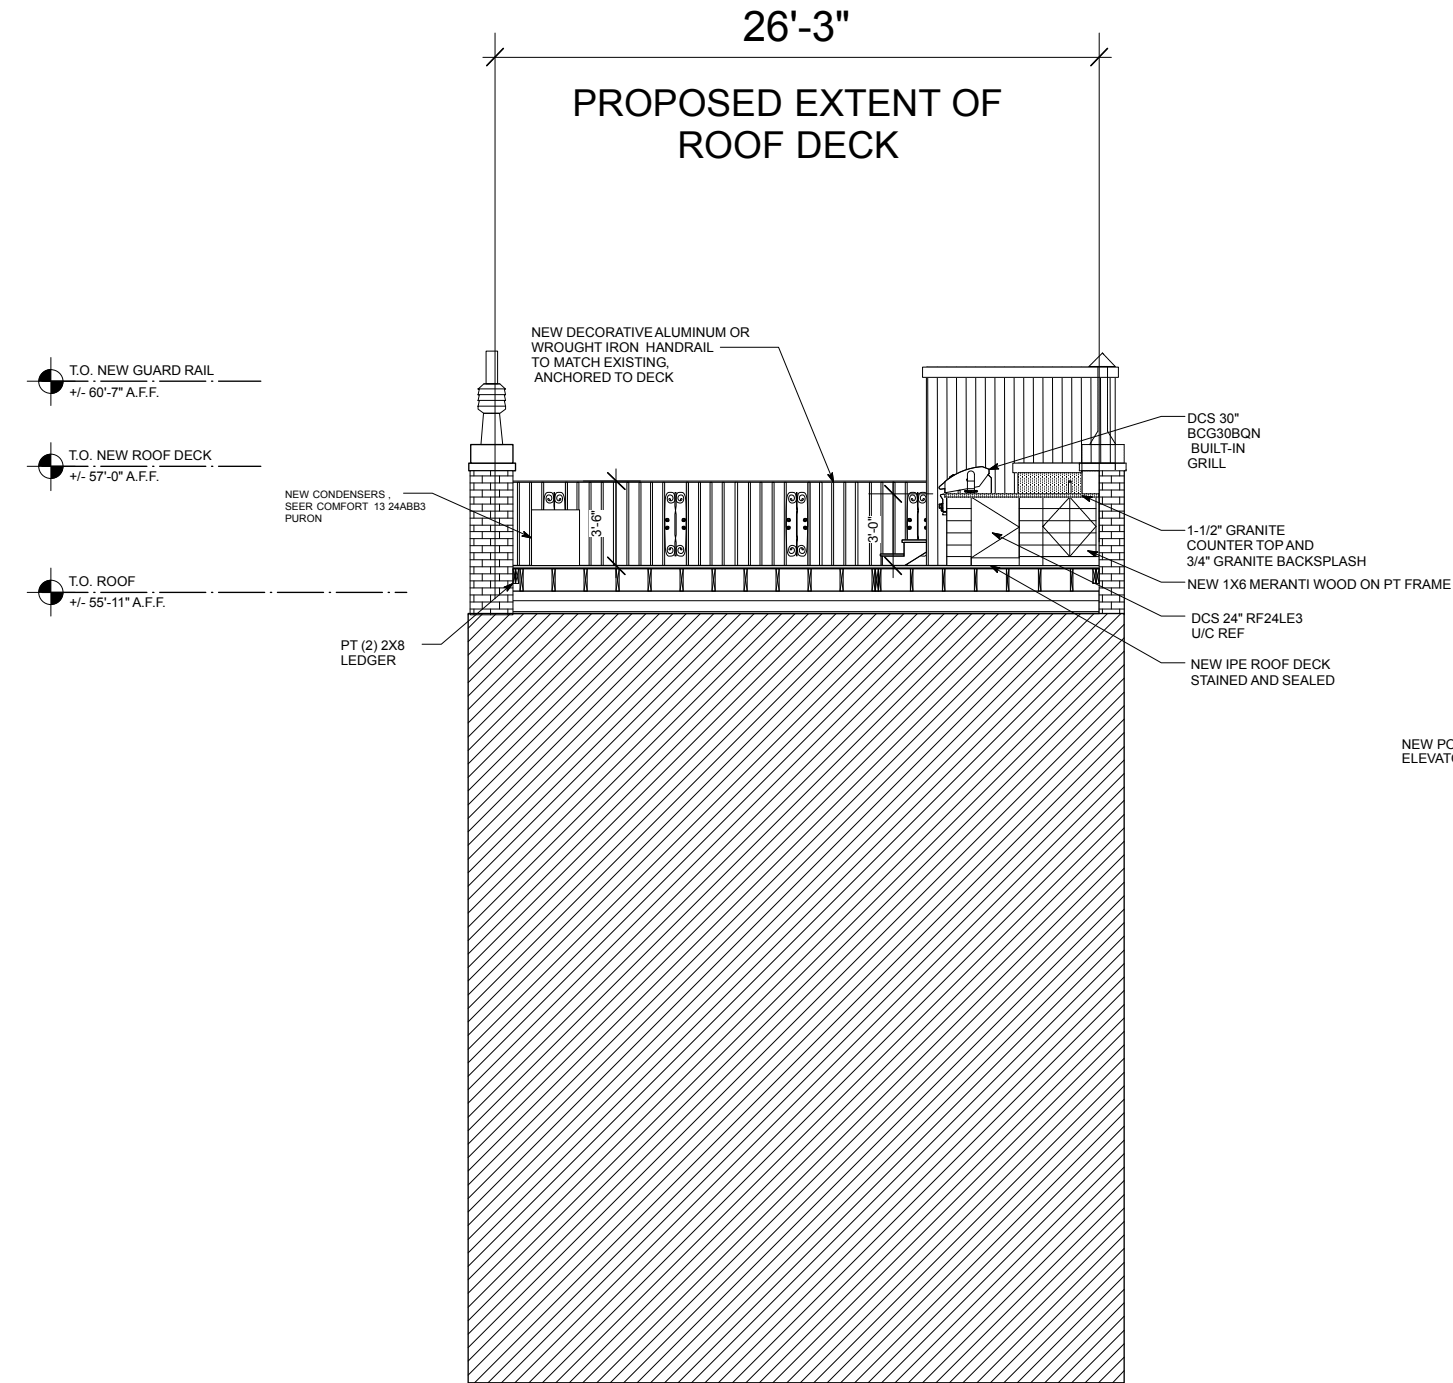 26'-3"
PROPOSED EXTENT OF
ROOF DECK
NEW DECORATIVE ALUMINUM OR
WROUGHT IRON HANDRAIL
TO MATCH EXISTING,
ANCHORED TO DECK
T.O. NEW GUARD RAIL
+/- 60'-7" A.F.F.
T.O. NEW ROOF DECK
+/- 57'-0" A.F.F.
NEW CONDENSERS ,
SEER COMFORT 13 24ABB3
PURON
T.O. ROOF
+/- 55'-11" A.F.F.
PT (2) 2X8
LEDGER
3'-6"
3'-0"
DCS 30"
BCG30BQN
BUILT-IN
GRILL
1-1/2" GRANITE
COUNTER TOP AND
3/4" GRANITE BACKSPLASH
NEW 1X6 MERANTI WOOD ON PT FRAME
DCS 24" RF24LE3
U/C REF
NEW IPE ROOF DECK
STAINED AND SEALED
NEW